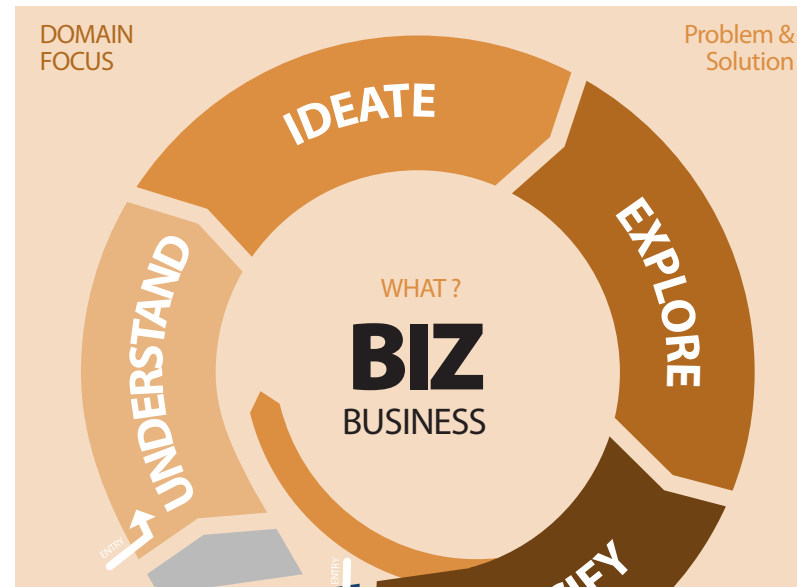 DOMAIN
FOCUS
Problem &
Solution
IDEATE
EXPLORE
UNDERSTAND
WHAT ?
BIZ
BUSINESS
ENTRY
ENTRY